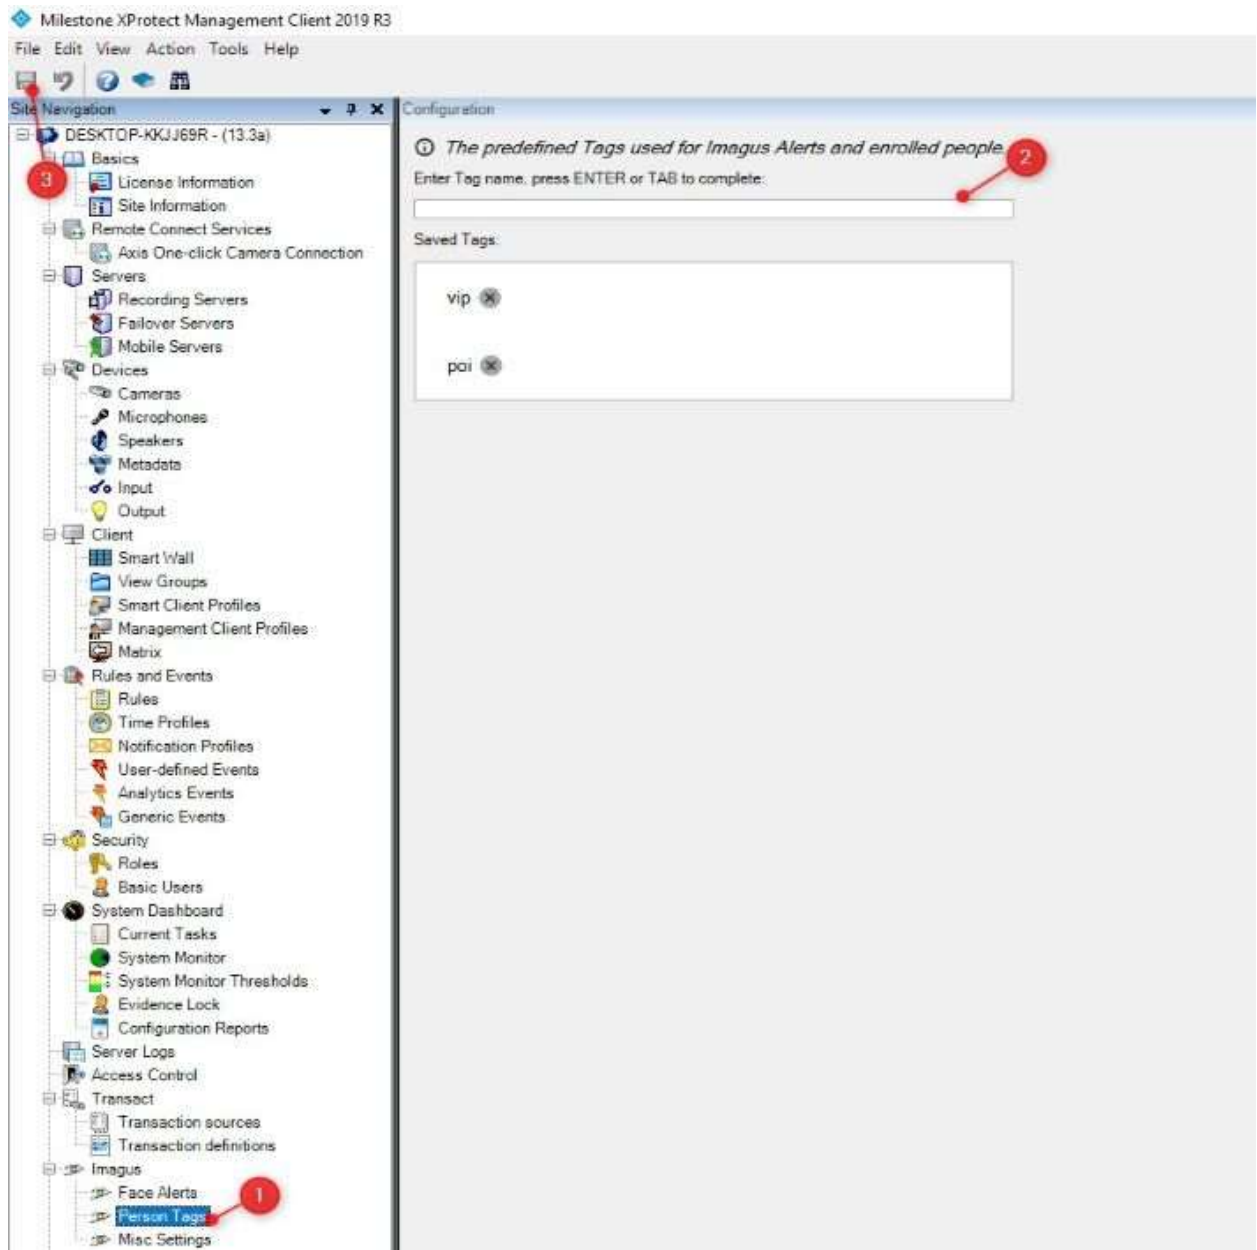 Milestone XProtect Management Client 2019 R3
File Edit View Action Tools Help
Site Navigation
DESKTOP-KKJJ69R - (13.3a)
Basics
License Information
Site Information
Remote Connect Services
Axis One-click Camera Connection
Servers
Recording Servers
Failover Servers
Mobile Servers
Devices
Cameras
Microphones
Speakers
Metadata
Input
Output
Client
Smart Wall
View Groups
Smart Client Profiles
Management Client Profiles
Matrix
Rules and Events
Rules
Time Profiles
Notification Profiles
User-defined Events
Analytics Events
Generic Events
Security
Roles
Basic Users
System Dashboard
Current Tasks
System Monitor
System Monitor Thresholds
Evidence Lock
Configuration Reports
Server Logs
Access Control
Transact
Transaction sources
Transaction definitions
Imagus
Face Alerts
Person Tags
Misc Settings
3
1
Configuration
The predefined Tags used for Imagus Alerts and enrolled people.
2
Enter Tag name, press ENTER or TAB to complete:
Saved Tags:
vip
poi